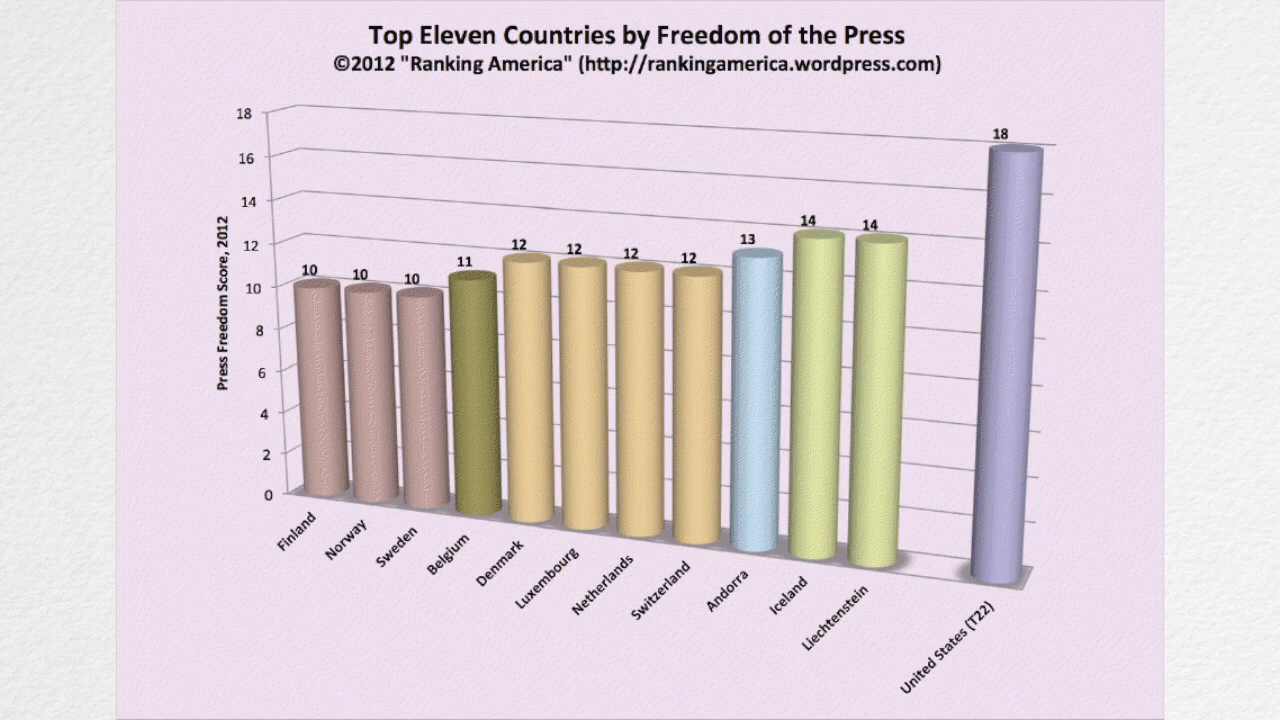 Top Eleven Countries by Freedom of the Press
©2012 "Ranking America" (http://rankingamerica.wordpress.com)
Press Freedom Score, 2012
18
16
14
12
10
8
6
4
2
0
10
10
10
11
12
12
12
12
13
14
14
18
Finland
Norway
Sweden
Belgium
Denmark
Luxembourg
Netherlands
Switzerland
Andorra
Iceland
Liechtenstein
United States (T22)